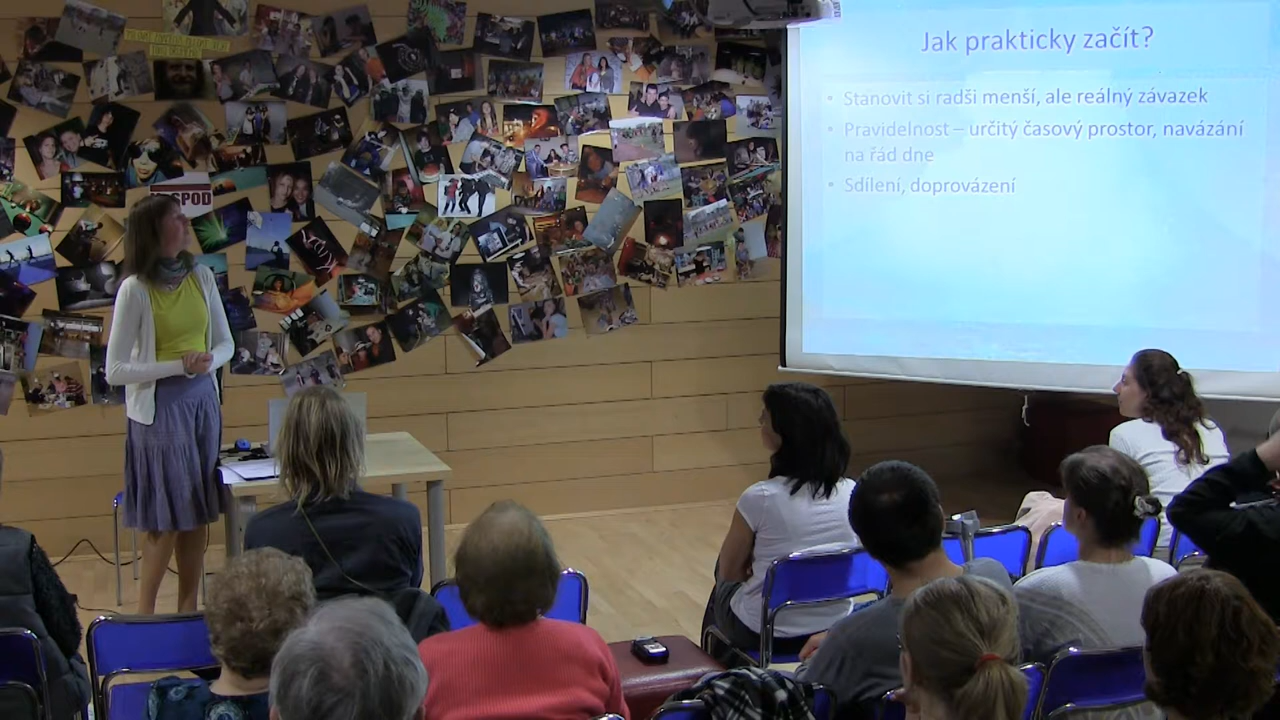 Jak prakticky začít?
Stanovit si radši menší, ale reálný závazek
Pravidelnost – určitý časový prostor, navázání
na řád dne
Sdílení, doprovázení